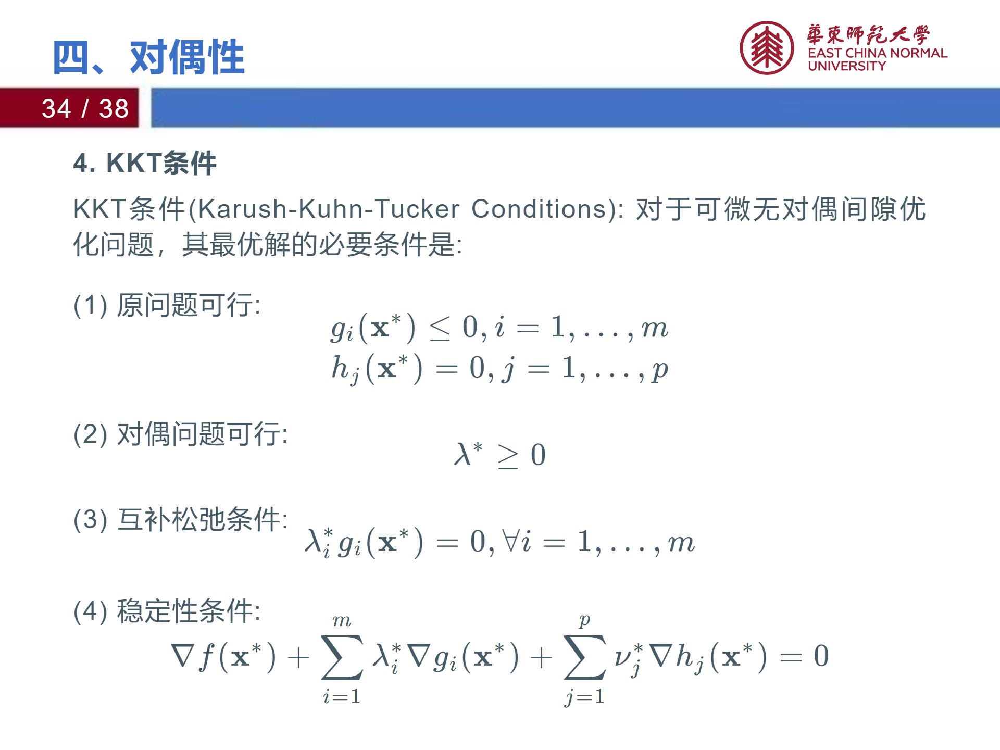 四、对偶性
華東師範大學
EAST CHINA NORMAL
UNIVERSITY
34 / 38
4. KKT条件
KKT条件(Karush-Kuhn-Tucker Conditions): 对于可微无对偶间隙优
化问题，其最优解的必要条件是:
(1) 原问题可行:
$g_i(\mathbf{x}^*) \leq 0, i = 1, \ldots, m$
$h_j(\mathbf{x}^*) = 0, j = 1, \ldots, p$
(2) 对偶问题可行:
$\lambda^* \geq 0$
(3) 互补松弛条件:
$\lambda_i^* g_i(\mathbf{x}^*) = 0, \forall i = 1, \ldots, m$
(4) 稳定性条件:
$\nabla f(\mathbf{x}^*) + \sum_{i=1}^{m} \lambda_i^* \nabla g_i(\mathbf{x}^*) + \sum_{j=1}^{p} \nu_j^* \nabla h_j(\mathbf{x}^*) = 0$